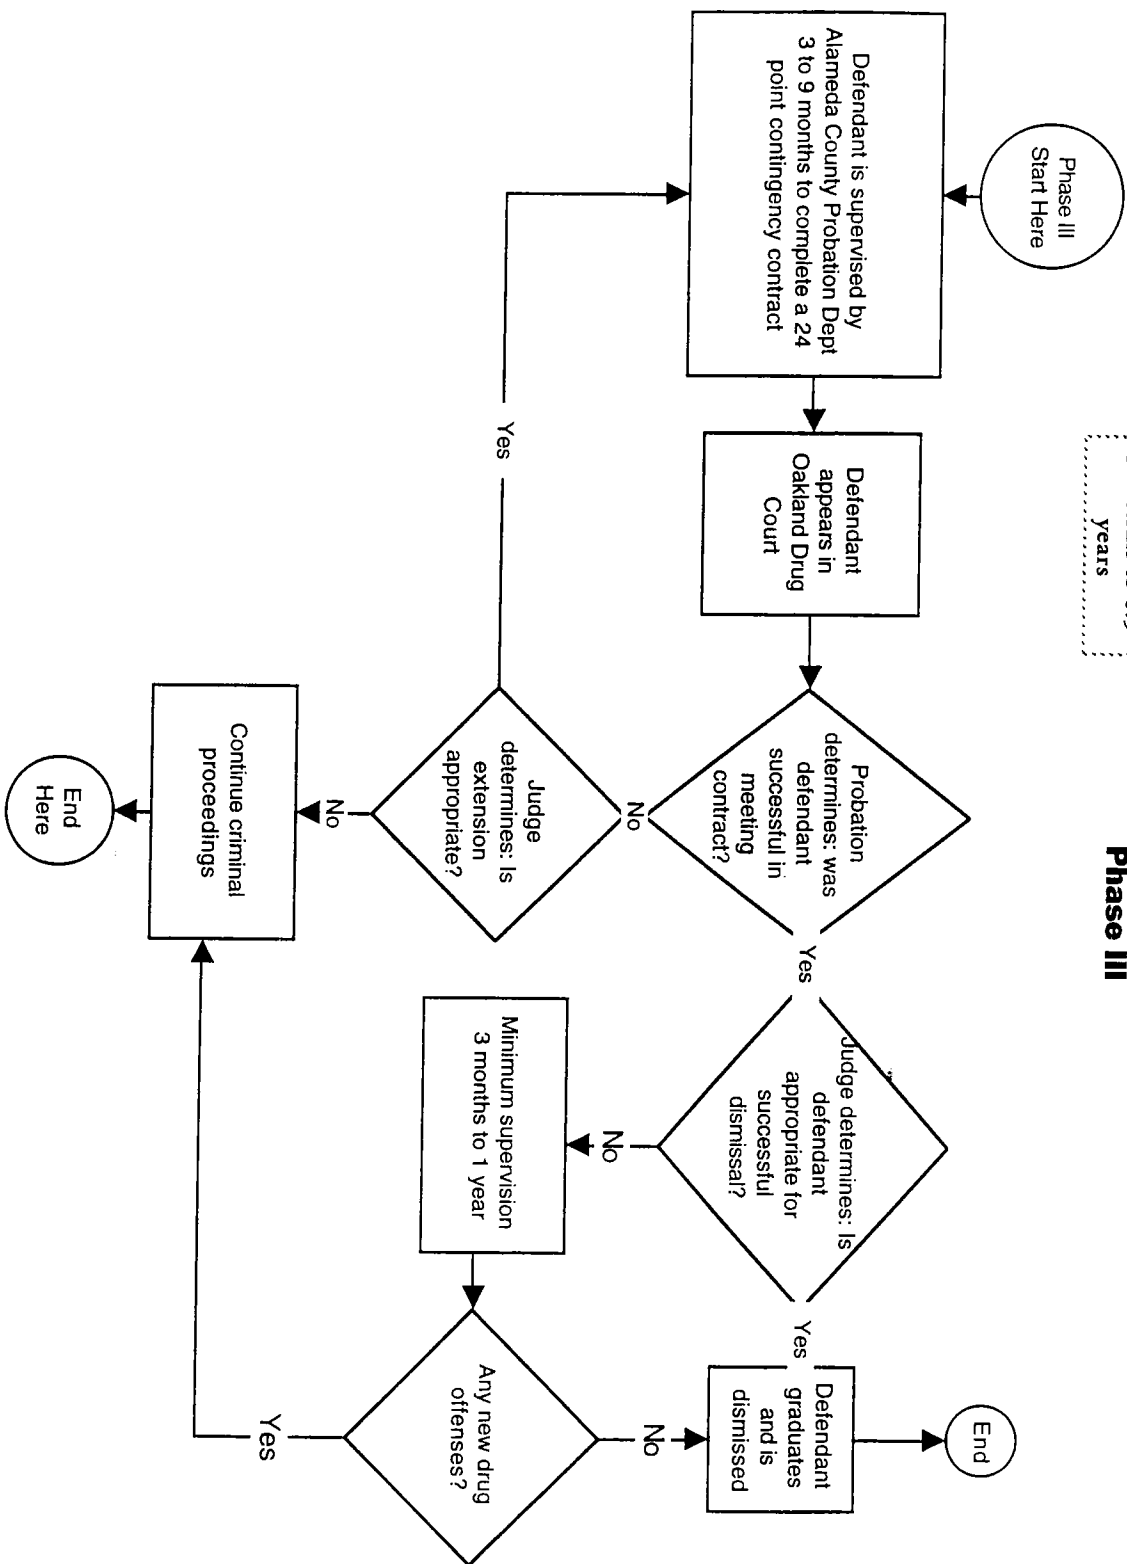 Phase III
years
Phase III
Start Here
Defendant is supervised by
Alameda County Probation Dept
3 to 9 months to complete a 24
point contingency contract
Defendant
appears in
Oakland Drug
Court
Probation
determines: was
defendant
successful in
meeting
contract?
Yes
Judge determines: Is
defendant
appropriate for
successful
dismissal?
Yes
Defendant
graduates
and is
dismissed
End
No
Judge
determines: Is
extension
appropriate?
Yes
No
Continue criminal
proceedings
End
Here
No
Minimum supervision
3 months to 1 year
Any new drug
offenses?
No
Yes